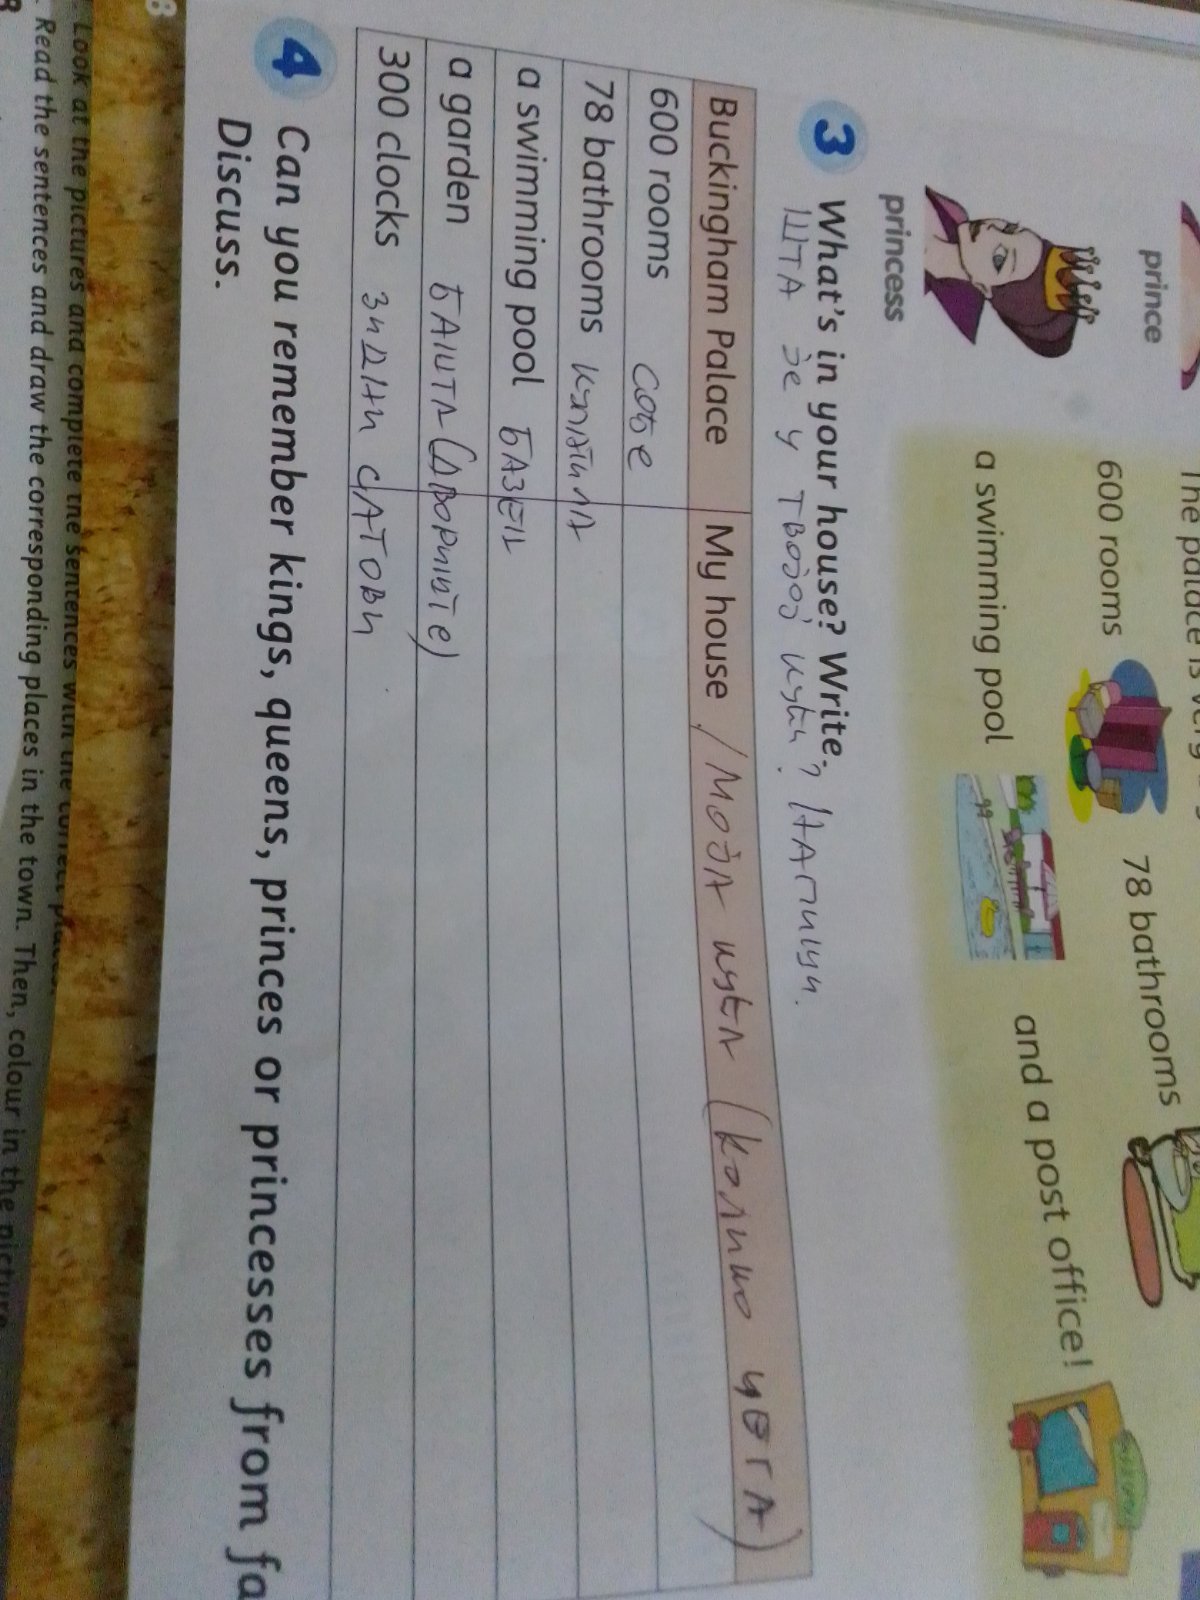 The palace is very
prince
600 rooms
78 bathrooms
princess
a swimming pool
and a post office!
3 What's in your house? Write.
ШТА ЈЕ У ТВОЈОЈ кући? НАПИШИ.
Buckingham Palace My house / МОЈА кућА (колико чегА)
600 rooms СОБЕ
78 bathrooms купАтилА
a swimming pool БАЗЕН
a garden БАШТА (ДВОРИШТЕ)
300 clocks ЗИДНИ САТОВИ
4 Can you remember kings, queens, princes or princesses from fa
Discuss.
8
Look at the pictures and complete the sentences with the correct places.
Read the sentences and draw the corresponding places in the town. Then, colour in the picture